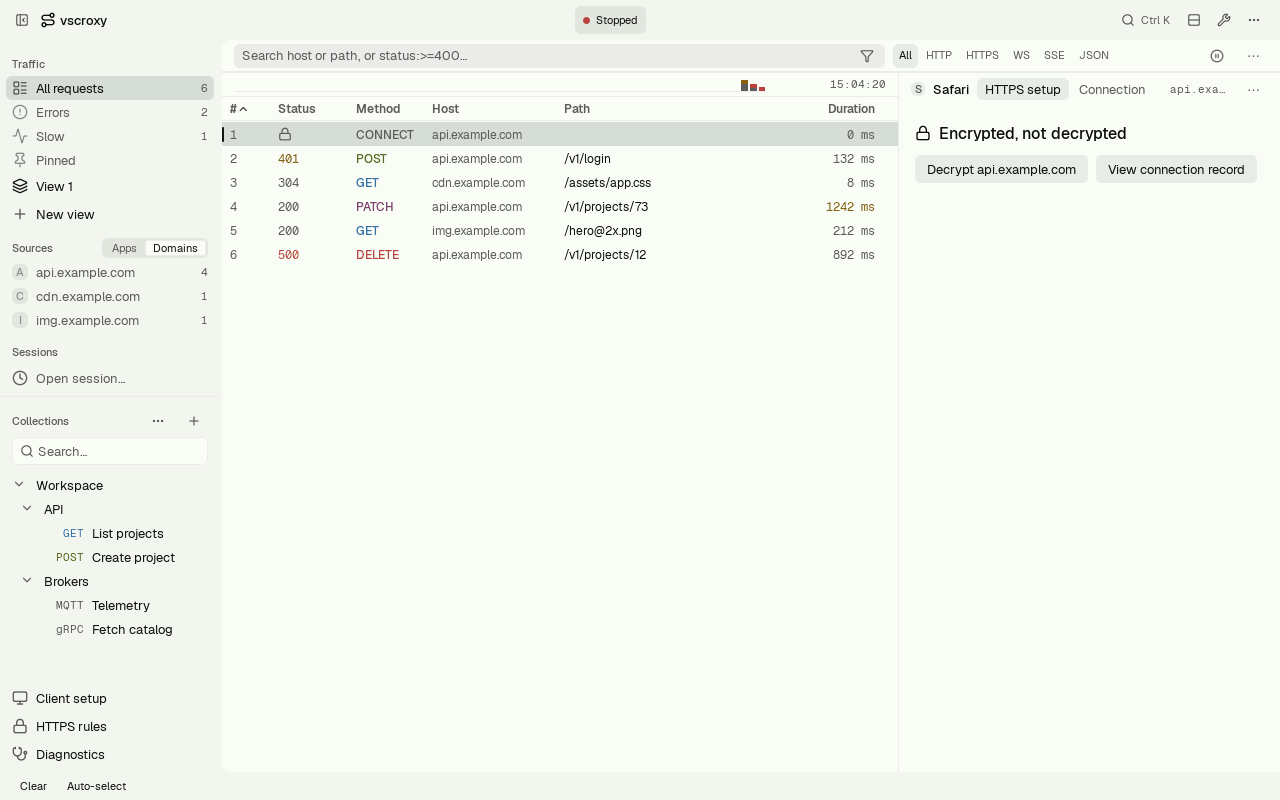 vscroxy
Stopped
Ctrl K
Traffic
All requests 6
Errors 2
Slow 1
Pinned
View 1
New view
Sources Apps Domains
A api.example.com 4
C cdn.example.com 1
I img.example.com 1
Sessions
Open session...
Collections
Search...
Workspace
API
GET List projects
POST Create project
Brokers
MQTT Telemetry
gRPC Fetch catalog
Client setup
HTTPS rules
Diagnostics
Clear Auto-select
Search host or path, or status:>=400...
All HTTP HTTPS WS SSE JSON
15:04:20
# Status Method Host Path Duration
1 CONNECT api.example.com 0 ms
2 401 POST api.example.com /v1/login 132 ms
3 304 GET cdn.example.com /assets/app.css 8 ms
4 200 PATCH api.example.com /v1/projects/73 1242 ms
5 200 GET img.example.com /hero@2x.png 212 ms
6 500 DELETE api.example.com /v1/projects/12 892 ms
S Safari HTTPS setup Connection api.exa...
Encrypted, not decrypted
Decrypt api.example.com View connection record